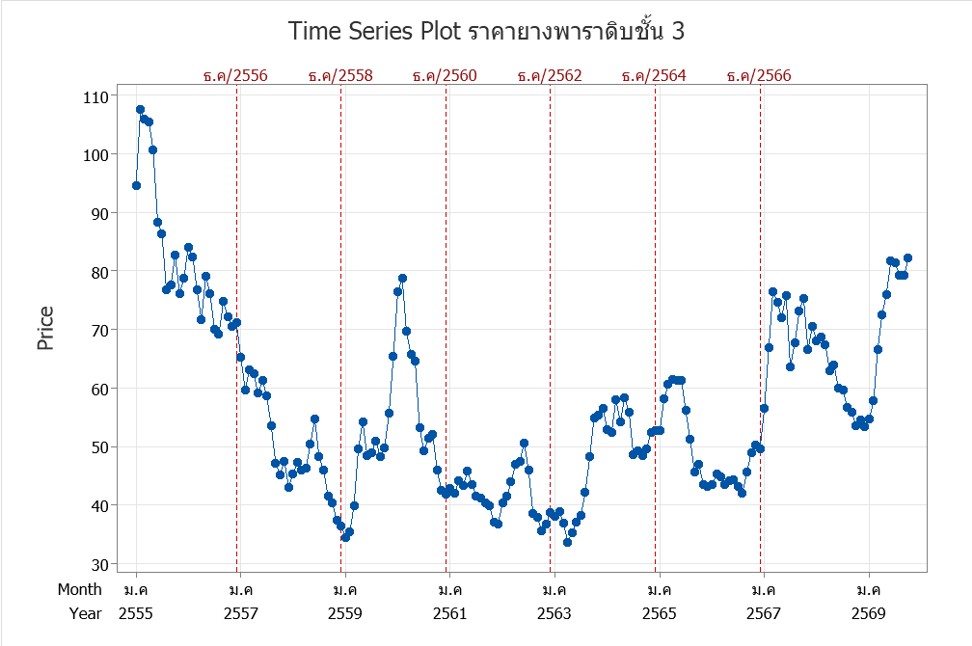 Time Series Plot ราคายางพาราดิบชั้น 3
ธ.ค/2556 ธ.ค/2558 ธ.ค/2560 ธ.ค/2562 ธ.ค/2564 ธ.ค/2566
110
100
90
80
70
60
50
40
30
Price
Month ม.ค ม.ค ม.ค ม.ค ม.ค ม.ค ม.ค ม.ค
Year 2555 2557 2559 2561 2563 2565 2567 2569